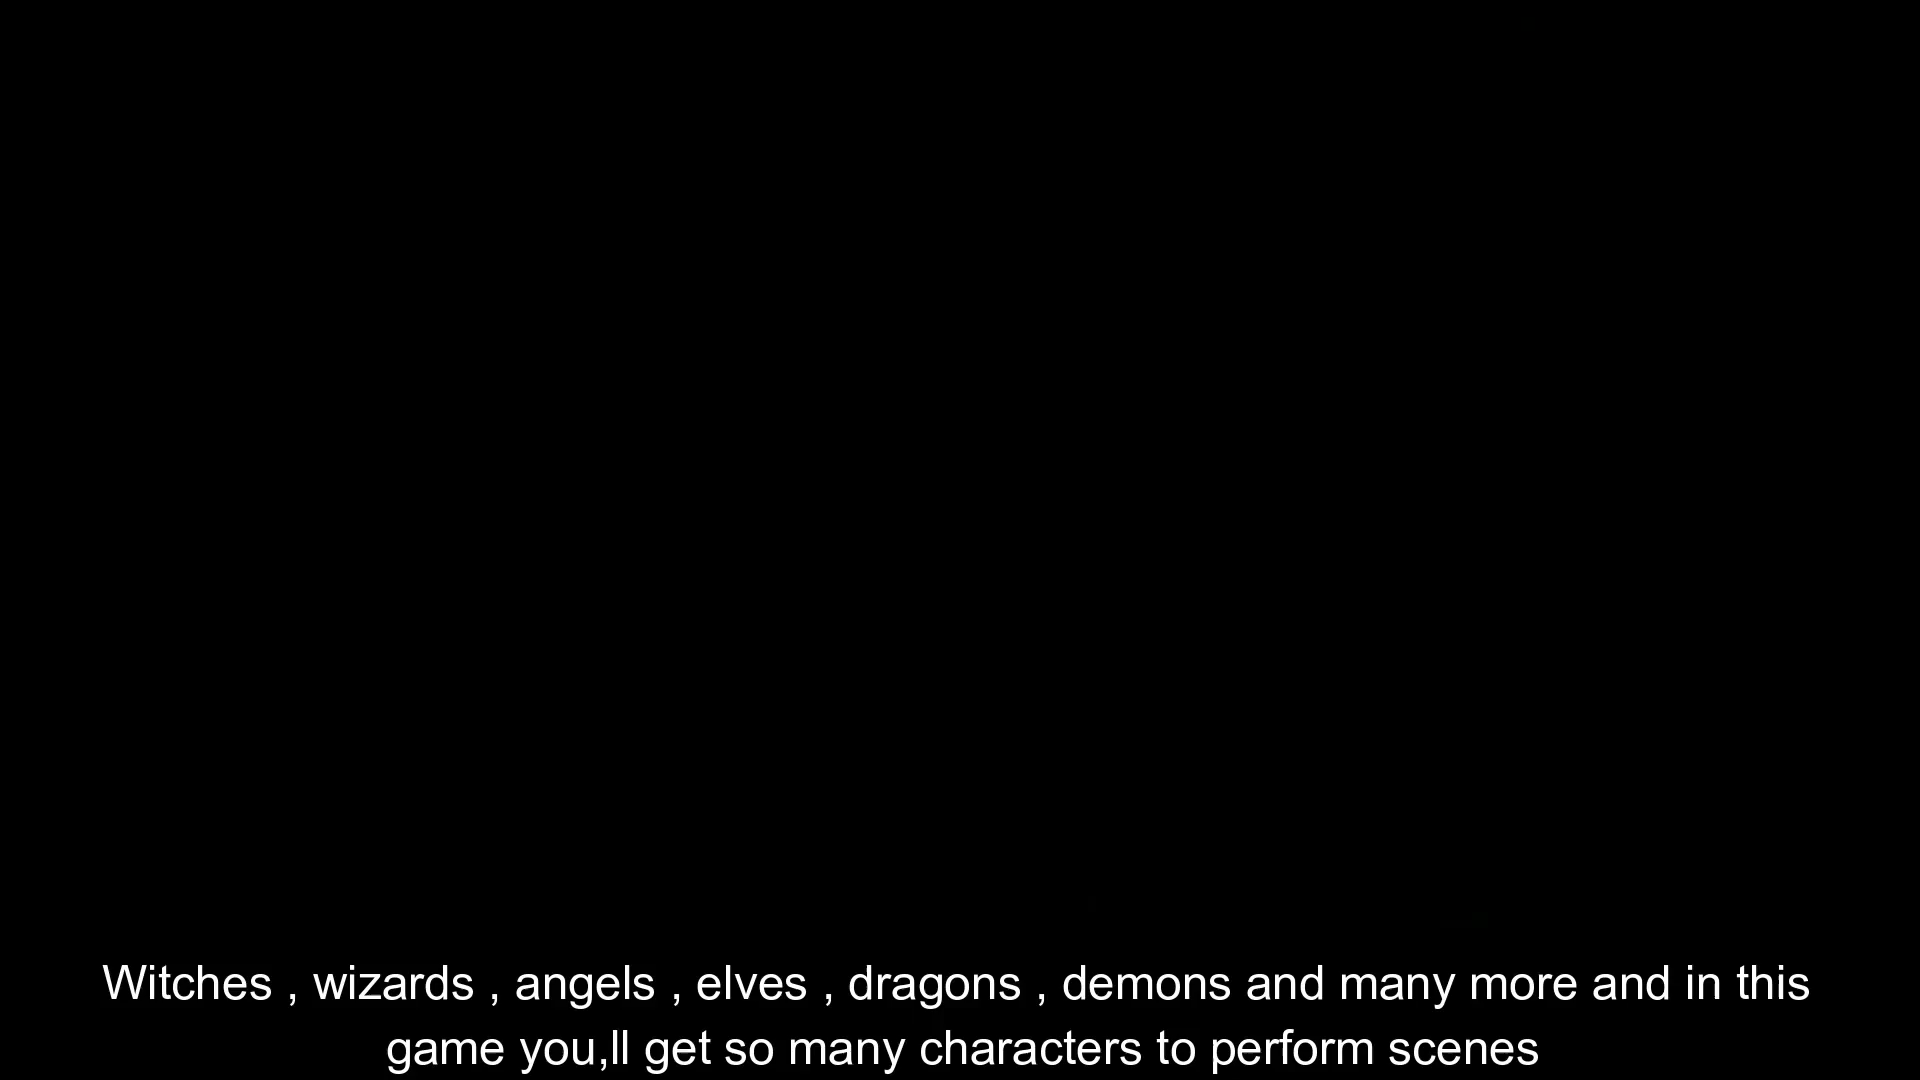 Witches , wizards , angels , elves , dragons , demons and many more and in this
game you,ll get so many characters to perform scenes